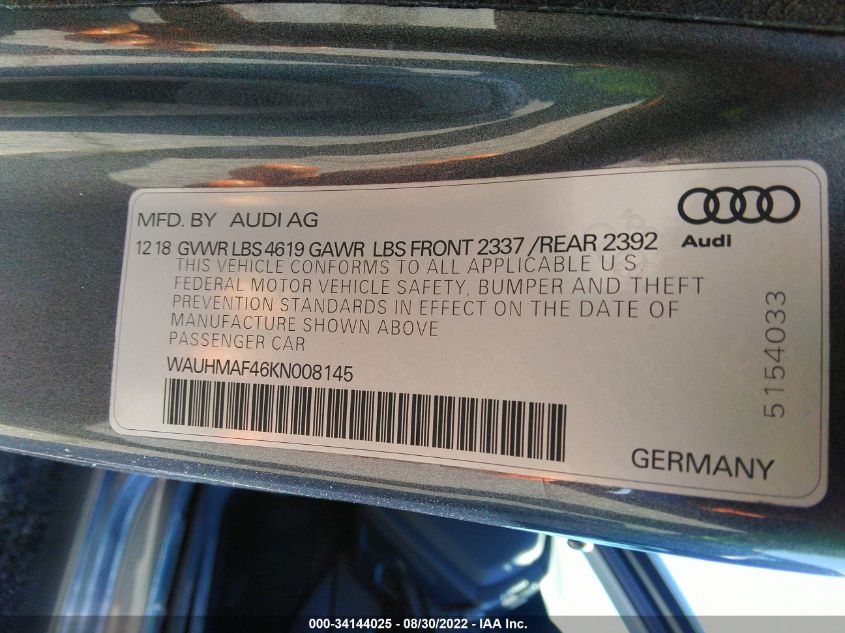 MFD. BY AUDI AG
Audi
12 18 GVWR LBS 4619 GAWR LBS FRONT 2337 / REAR 2392
THIS VEHICLE CONFORMS TO ALL APPLICABLE U.S.
FEDERAL MOTOR VEHICLE SAFETY, BUMPER AND THEFT
PREVENTION STANDARDS IN EFFECT ON THE DATE OF
MANUFACTURE SHOWN ABOVE
PASSENGER CAR
WAUHMAF46KN008145
5154033
GERMANY
000-34144025 - 08/30/2022 - IAA Inc.